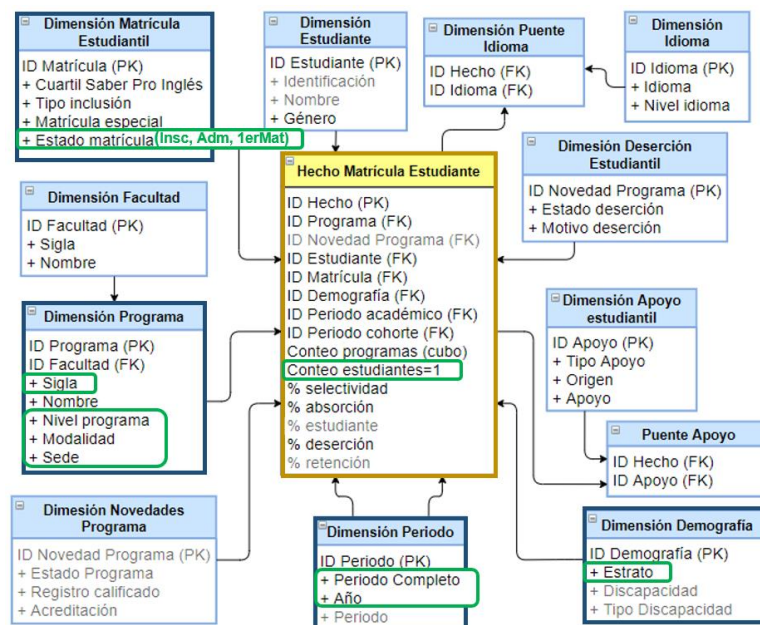 Dimensión Matrícula
Estudiantil
ID Matrícula (PK)
+ Cuartil Saber Pro Inglés
+ Tipo inclusión
+ Matrícula especial
+ Estado matrícula (Insc, Adm, 1erMat)
Dimensión
Estudiante
ID Estudiante (PK)
+ Identificación
+ Nombre
+ Género
Dimensión Puente
Idioma
ID Hecho (FK)
ID Idioma (FK)
Dimensión
Idioma
ID Idioma (PK)
+ Idioma
+ Nivel idioma
Dimensión Facultad
ID Facultad (PK)
+ Sigla
+ Nombre
Hecho Matrícula Estudiante
ID Hecho (PK)
ID Programa (FK)
ID Novedad Programa (FK)
ID Estudiante (FK)
ID Matrícula (FK)
ID Demografía (FK)
ID Periodo académico (FK)
ID Periodo cohorte (FK)
Conteo programas (cubo)
Conteo estudiantes=1
% selectividad
% absorción
% estudiante
% deserción
% retención
Dimesión Deserción
Estudiantil
ID Novedad Programa (PK)
+ Estado deserción
+ Motivo deserción
Dimensión Programa
ID Programa (PK)
ID Facultad (FK)
+ Sigla
+ Nombre
+ Nivel programa
+ Modalidad
+ Sede
Dimensión Apoyo
estudiantil
ID Apoyo (PK)
+ Tipo Apoyo
+ Origen
+ Apoyo
Puente Apoyo
ID Hecho (FK)
ID Apoyo (FK)
Dimesión Novedades
Programa
ID Novedad Programa (PK)
+ Estado Programa
+ Registro calificado
+ Acreditación
Dimensión Periodo
ID Periodo (PK)
+ Periodo Completo
+ Año
+ Periodo
Dimensión Demografía
ID Demografía (PK)
+ Estrato
+ Discapacidad
+ Tipo Discapacidad